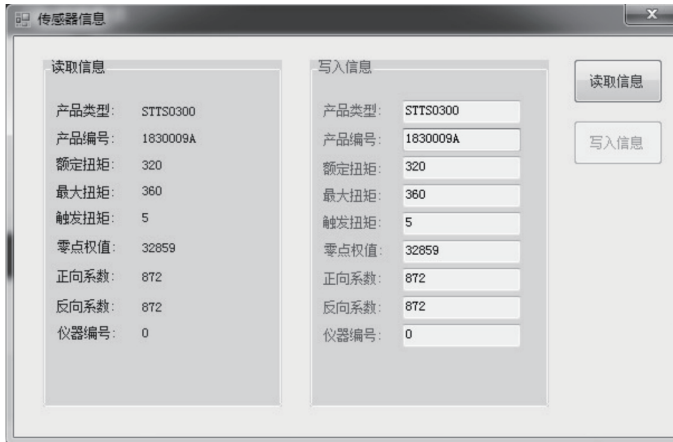 传感器信息
读取信息
产品类型: STTS0300
产品编号: 1830009A
额定扭矩: 320
最大扭矩: 360
触发扭矩: 5
零点权值: 32859
正向系数: 872
反向系数: 872
仪器编号: 0
写入信息
产品类型: STTS0300
产品编号: 1830009A
额定扭矩: 320
最大扭矩: 360
触发扭矩: 5
零点权值: 32859
正向系数: 872
反向系数: 872
仪器编号: 0
读取信息
写入信息